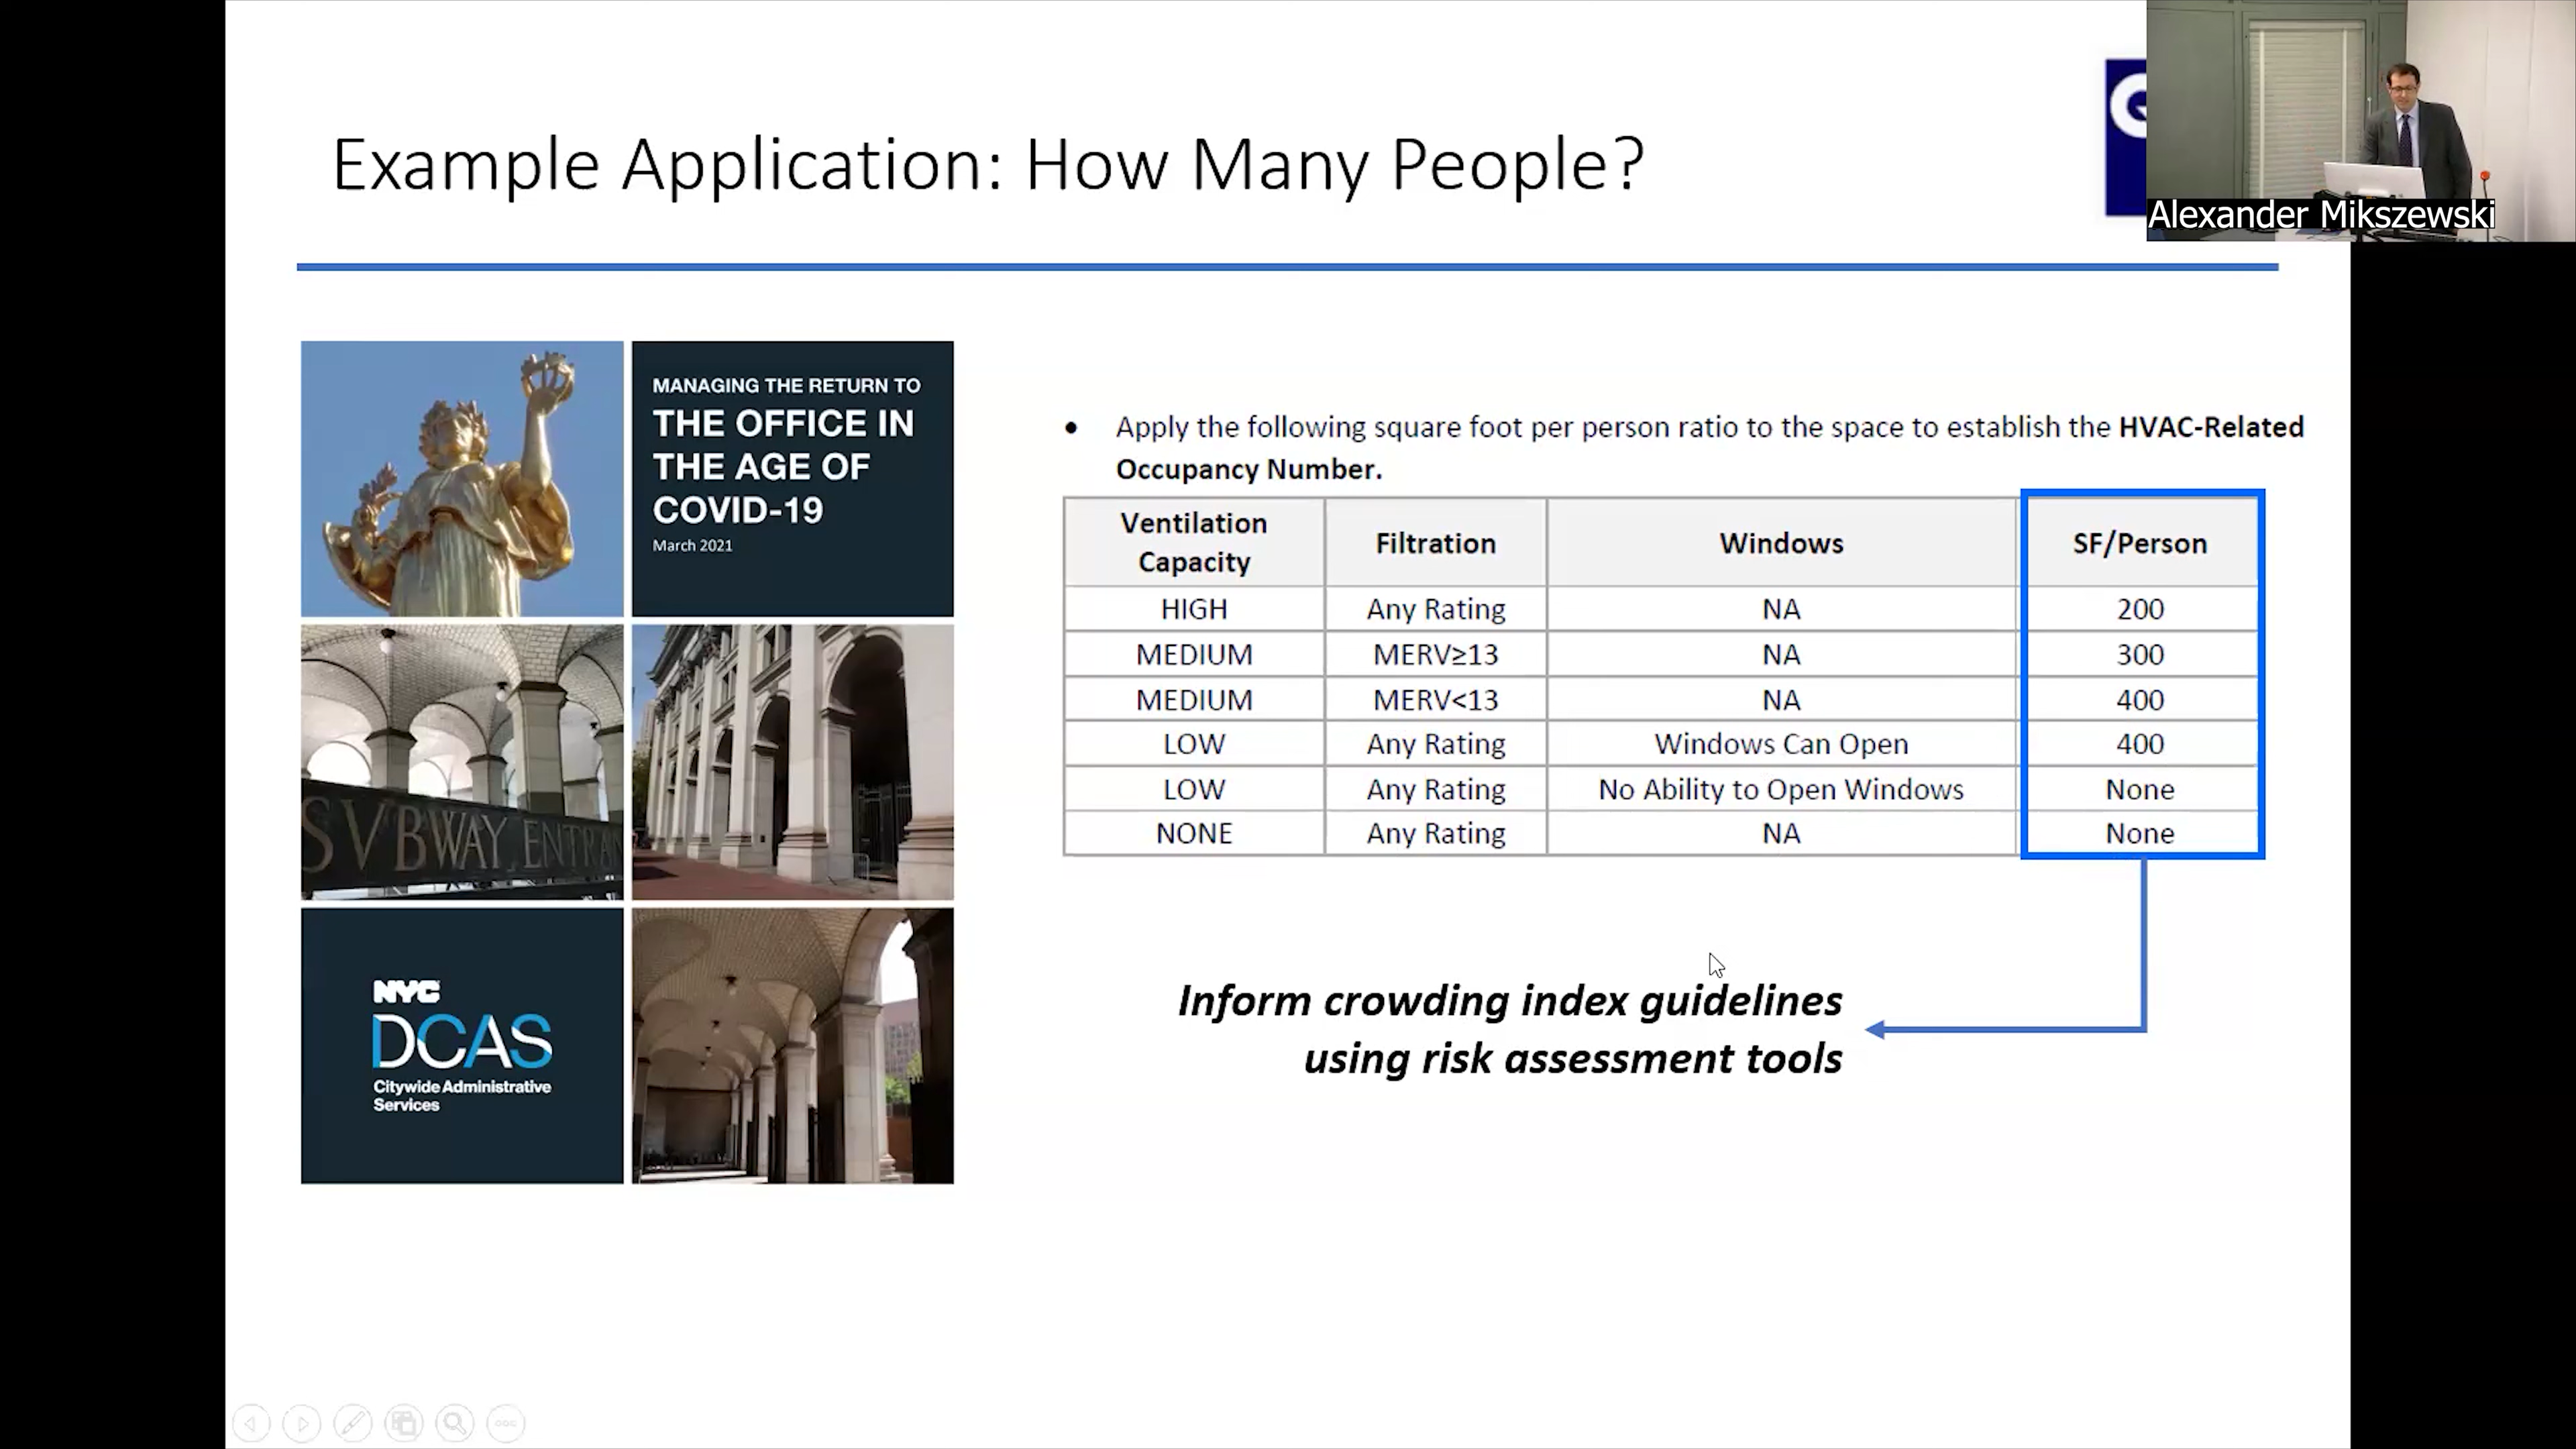 Example Application: How Many People?
Alexander Mikszewski
MANAGING THE RETURN TO
THE OFFICE IN
THE AGE OF
COVID-19
March 2021
SVBWAY ENTRAN
NYC
DCAS
Citywide Administrative
Services
• Apply the following square foot per person ratio to the space to establish the HVAC-Related
Occupancy Number.
Ventilation Capacity Filtration Windows SF/Person
HIGH Any Rating NA 200
MEDIUM MERV≥13 NA 300
MEDIUM MERV<13 NA 400
LOW Any Rating Windows Can Open 400
LOW Any Rating No Ability to Open Windows None
NONE Any Rating NA None
Inform crowding index guidelines
using risk assessment tools